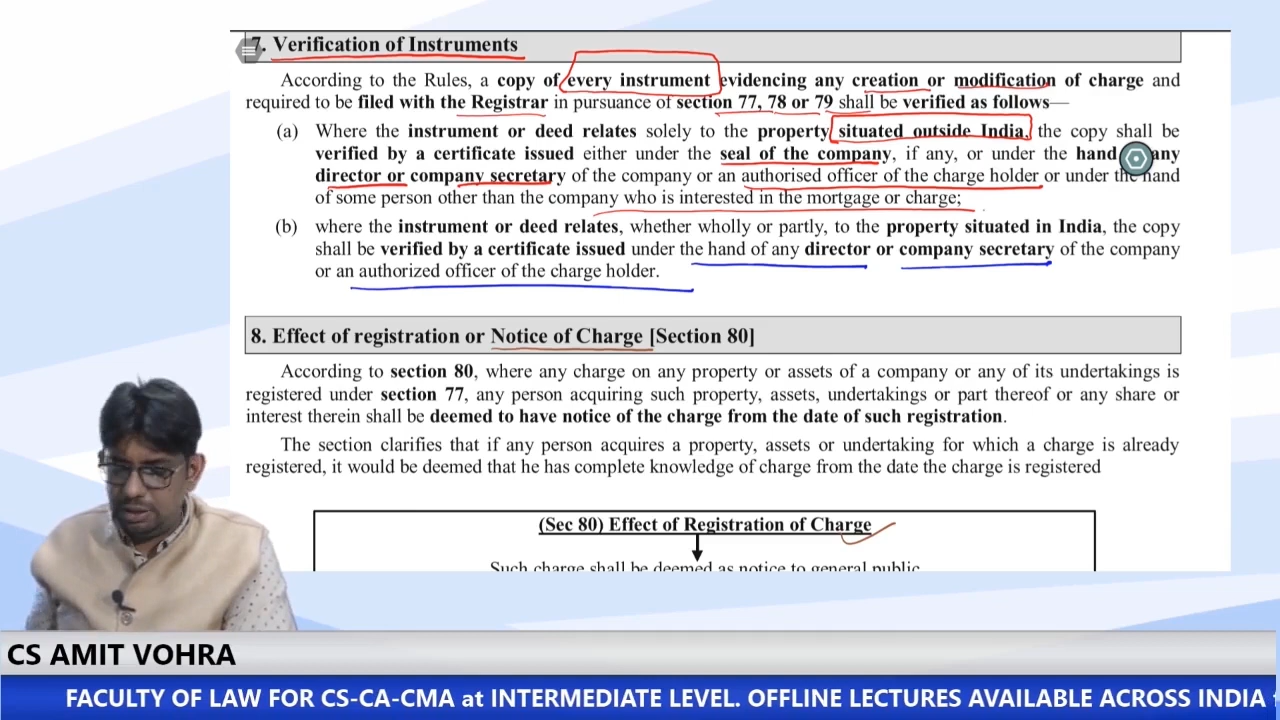 7. Verification of Instruments
According to the Rules, a copy of every instrument evidencing any creation or modification of charge and
required to be filed with the Registrar in pursuance of section 77, 78 or 79 shall be verified as follows—
(a) Where the instrument or deed relates solely to the property situated outside India, the copy shall be
verified by a certificate issued either under the seal of the company, if any, or under the hand any
director or company secretary of the company or an authorised officer of the charge holder or under the hand
of some person other than the company who is interested in the mortgage or charge;
(b) where the instrument or deed relates, whether wholly or partly, to the property situated in India, the copy
shall be verified by a certificate issued under the hand of any director or company secretary of the company
or an authorized officer of the charge holder.
8. Effect of registration or Notice of Charge [Section 80]
According to section 80, where any charge on any property or assets of a company or any of its undertakings is
registered under section 77, any person acquiring such property, assets, undertakings or part thereof or any share or
interest therein shall be deemed to have notice of the charge from the date of such registration.
The section clarifies that if any person acquires a property, assets or undertaking for which a charge is already
registered, it would be deemed that he has complete knowledge of charge from the date the charge is registered
(Sec 80) Effect of Registration of Charge
Such charge shall be deemed as notice to general public
CS AMIT VOHRA
FACULTY OF LAW FOR CS-CA-CMA at INTERMEDIATE LEVEL. OFFLINE LECTURES AVAILABLE ACROSS INDIA